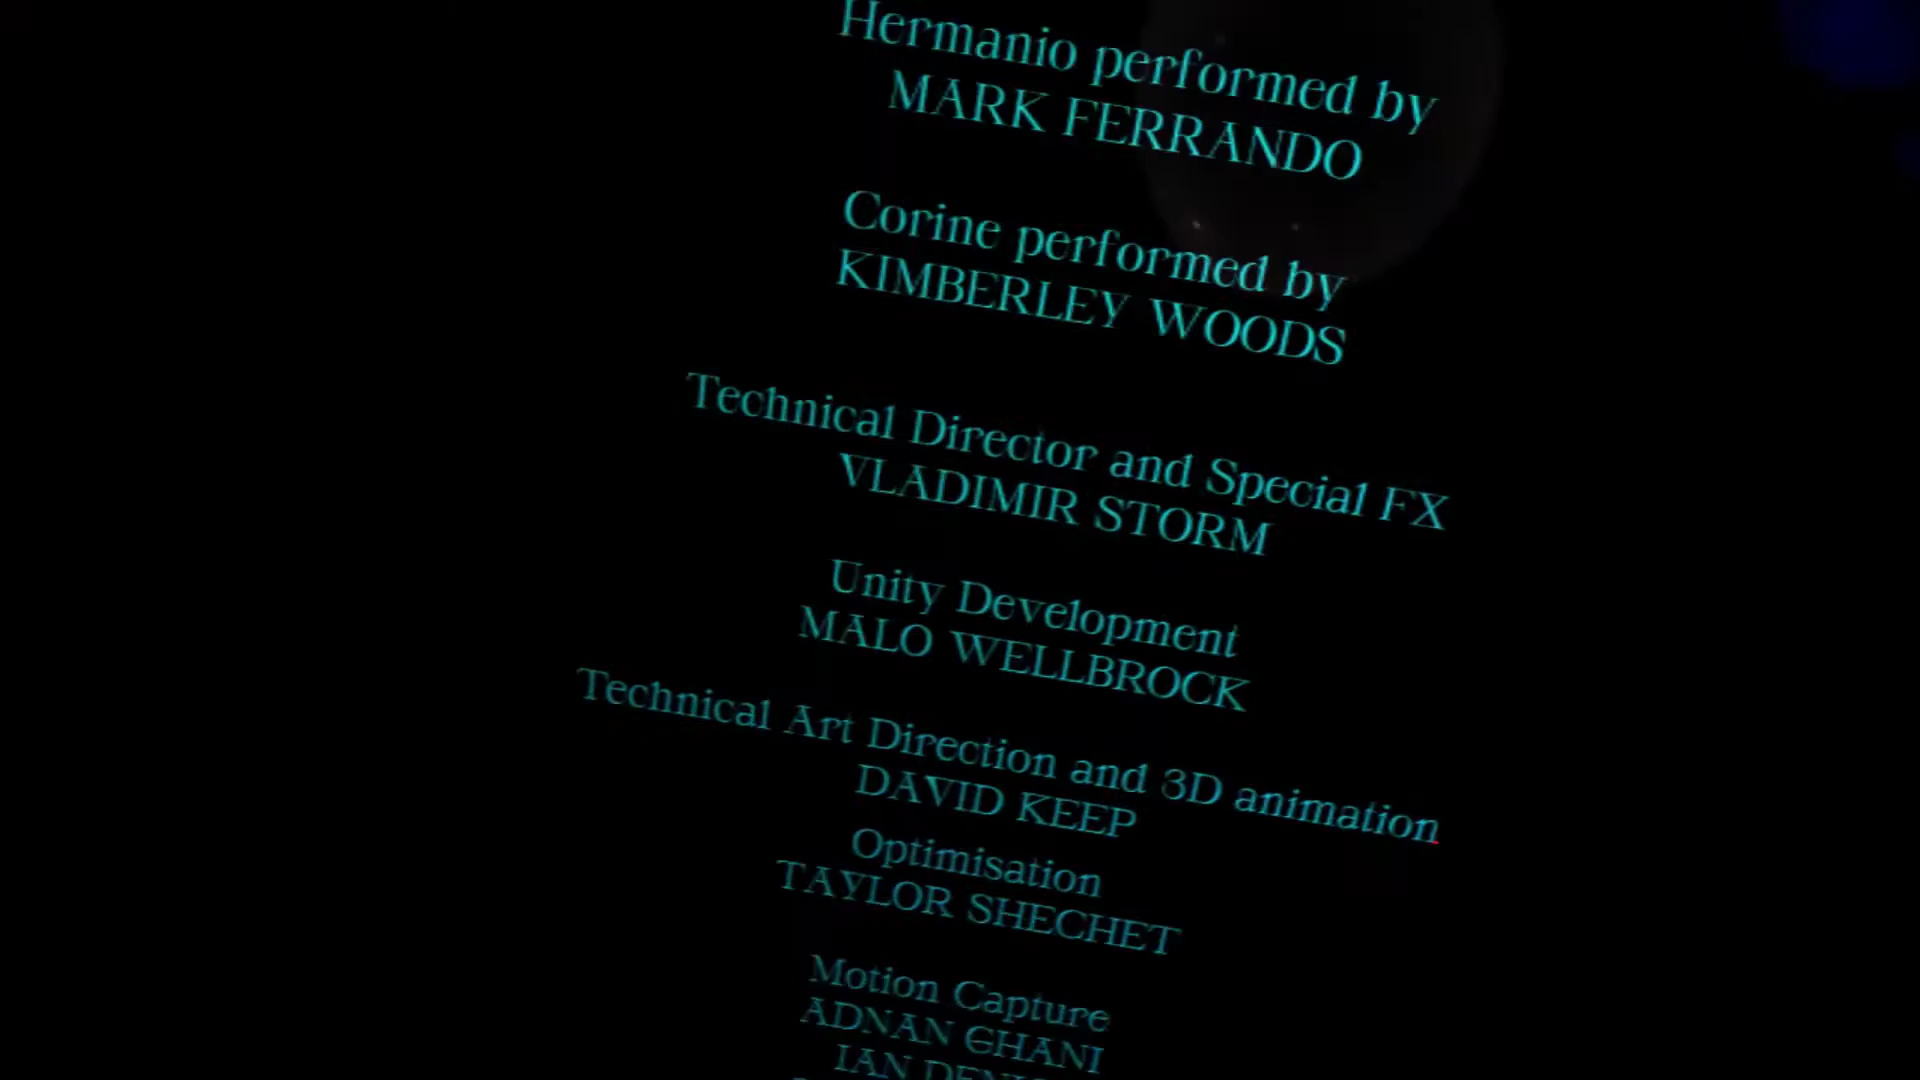 Hermanio performed by
MARK FERRANDO
Corine performed by
KIMBERLEY WOODS
Technical Director and Special FX
VLADIMIR STORM
Unity Development
MALO WELLBROCK
Technical Art Direction and 3D animation
DAVID KEEP
Optimisation
TAYLOR SHECHET
Motion Capture
ADNAN GHANI
IAN